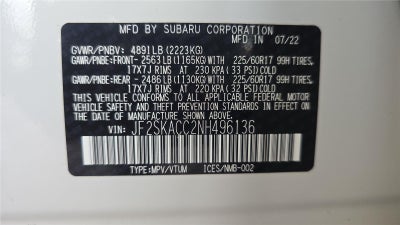 MFD BY SUBARU CORPORATION
MFD IN 07/22
GVWR/PNBV: 4891LB (2223KG)
GAWR/PNBE:FRONT- 2563LB (1165KG)WITH 225/60R17 99H TIRES,
17X7J RIMS, AT 230 KPA (33 PSI) COLD
GAWR/PNBE:REAR - 2486LB (1130KG)WITH 225/60R17 99H TIRES,
17X7J RIMS, AT 220 KPA (32 PSI) COLD
THIS VEHICLE CONFORMS TO ALL APPLICABLE FEDERAL MOTOR
VEHICLE SAFETY, BUMPER, AND THEFT PREVENTION STANDARDS
IN EFFECT ON THE DATE OF MANUFACTURE SHOWN ABOVE.
VIN: JF2SKACC2NH496136
TYPE:MPV/VTUM ICES/NMB-002